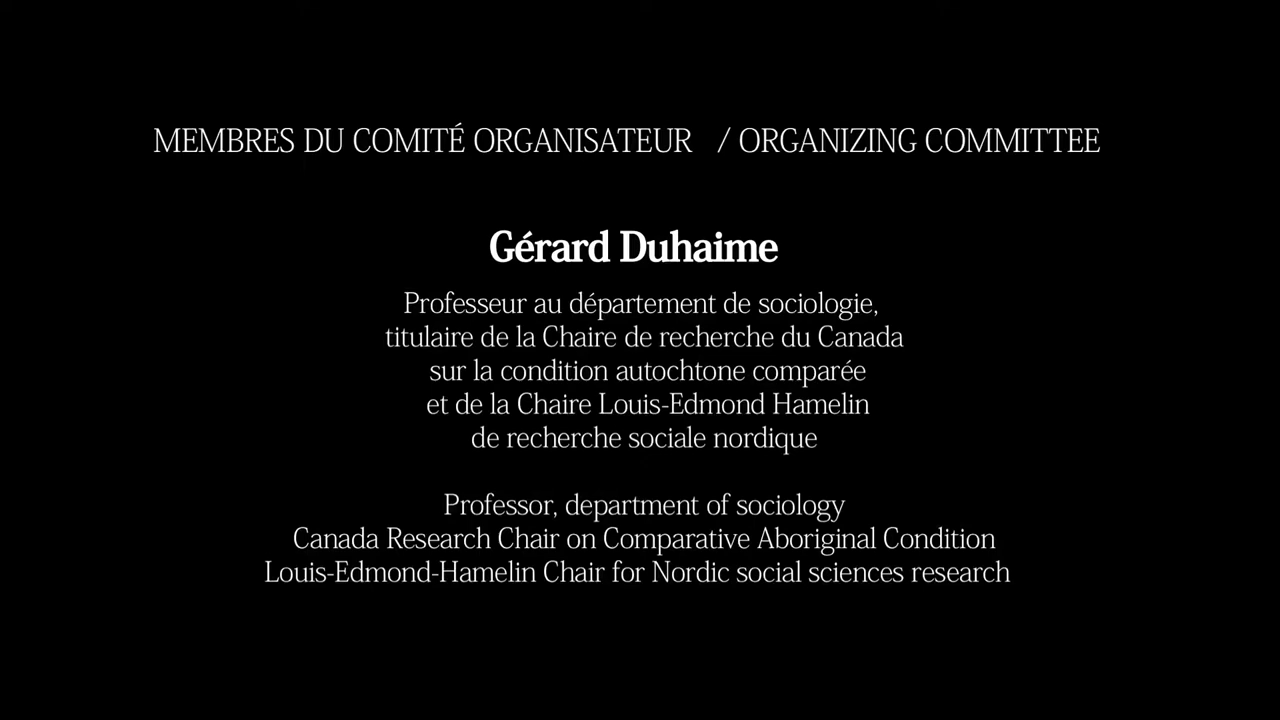 MEMBRES DU COMITÉ ORGANISATEUR / ORGANIZING COMMITTEE
Gérard Duhaime
Professeur au département de sociologie,
titulaire de la Chaire de recherche du Canada
sur la condition autochtone comparée
et de la Chaire Louis-Edmond Hamelin
de recherche sociale nordique
Professor, department of sociology
Canada Research Chair on Comparative Aboriginal Condition
Louis-Edmond-Hamelin Chair for Nordic social sciences research